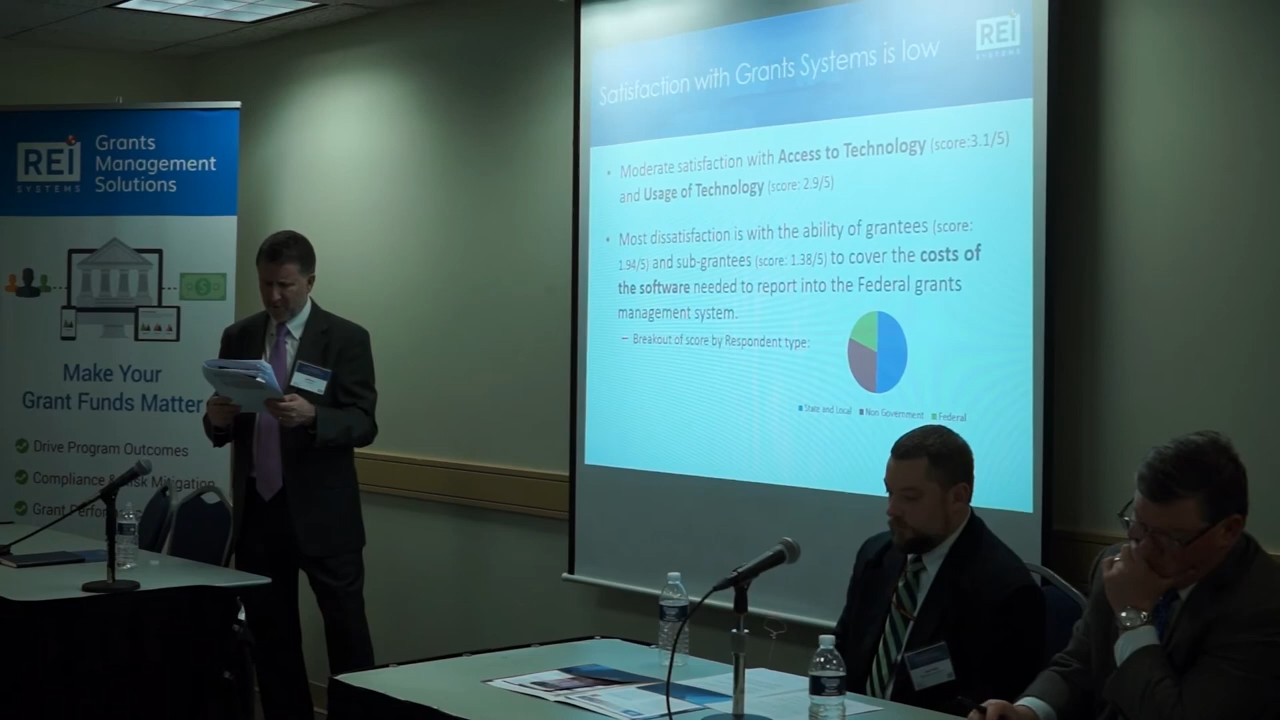 REI
SYSTEMS
Grants
Management
Solutions
Make Your
Grant Funds Matter
Drive Program Outcomes
Compliance & Risk Mitigation
Grant
Satisfaction with Grants Systems is low
REI
SYSTEMS
• Moderate satisfaction with Access to Technology (score:3.1/5)
and Usage of Technology (score: 2.9/5)
• Most dissatisfaction is with the ability of grantees (score:
1.94/5) and sub-grantees (score: 1.38/5) to cover the costs of
the software needed to report into the Federal grants
management system.
– Breakout of score by Respondent type:
State and Local Non Government Federal